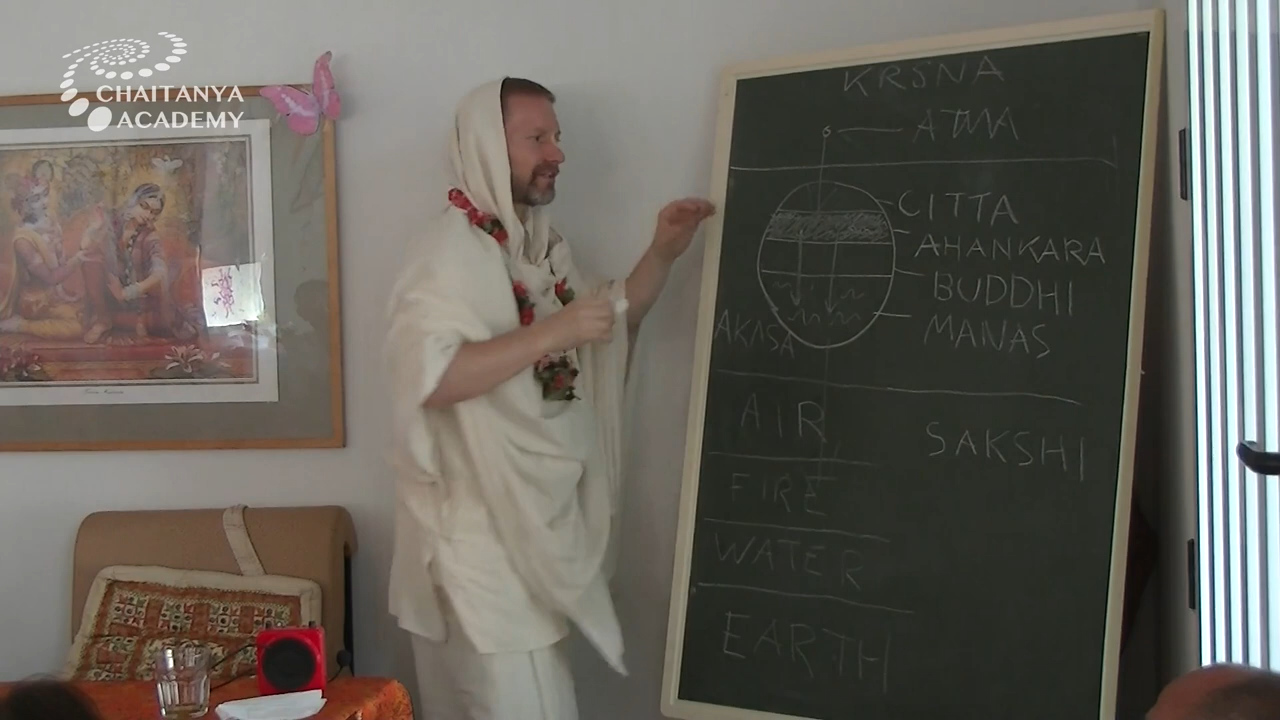 CHAITANYA
ACADEMY
KRSNA
ATMA
CITTA
AHANKARA
BUDDHI
MANAS
AKASA
AIR
SAKSHI
FIRE
WATER
EARTH